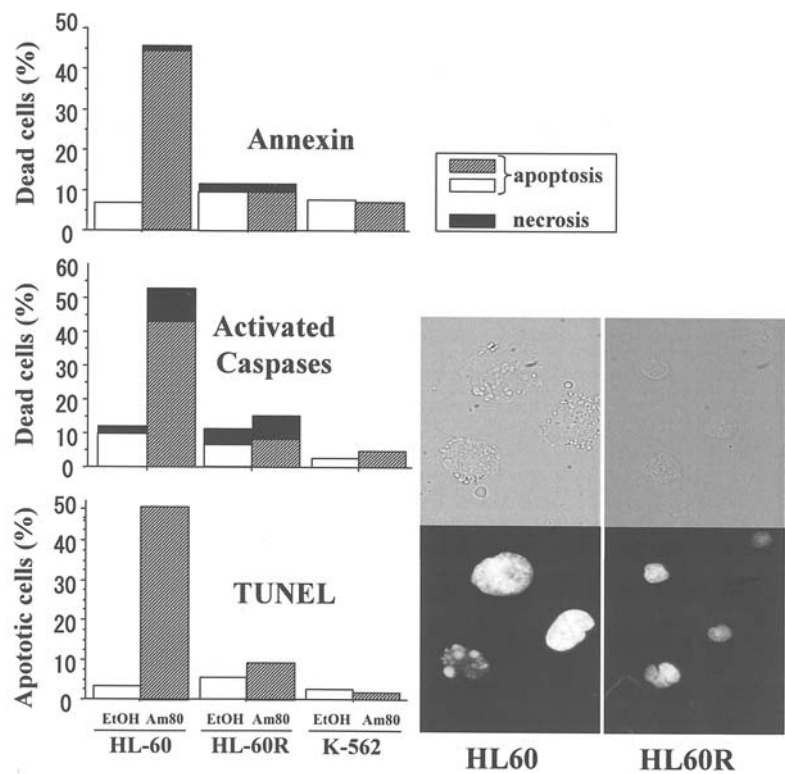 50
40
30
20
10
0
Dead cells (%)
Annexin
apoptosis
necrosis
60
50
40
30
20
10
0
Dead cells (%)
Activated
Caspases
40
30
20
10
0
Apototic cells (%)
TUNEL
EtOH Am80 EtOH Am80 EtOH Am80
HL-60 HL-60R K-562
HL60 HL60R